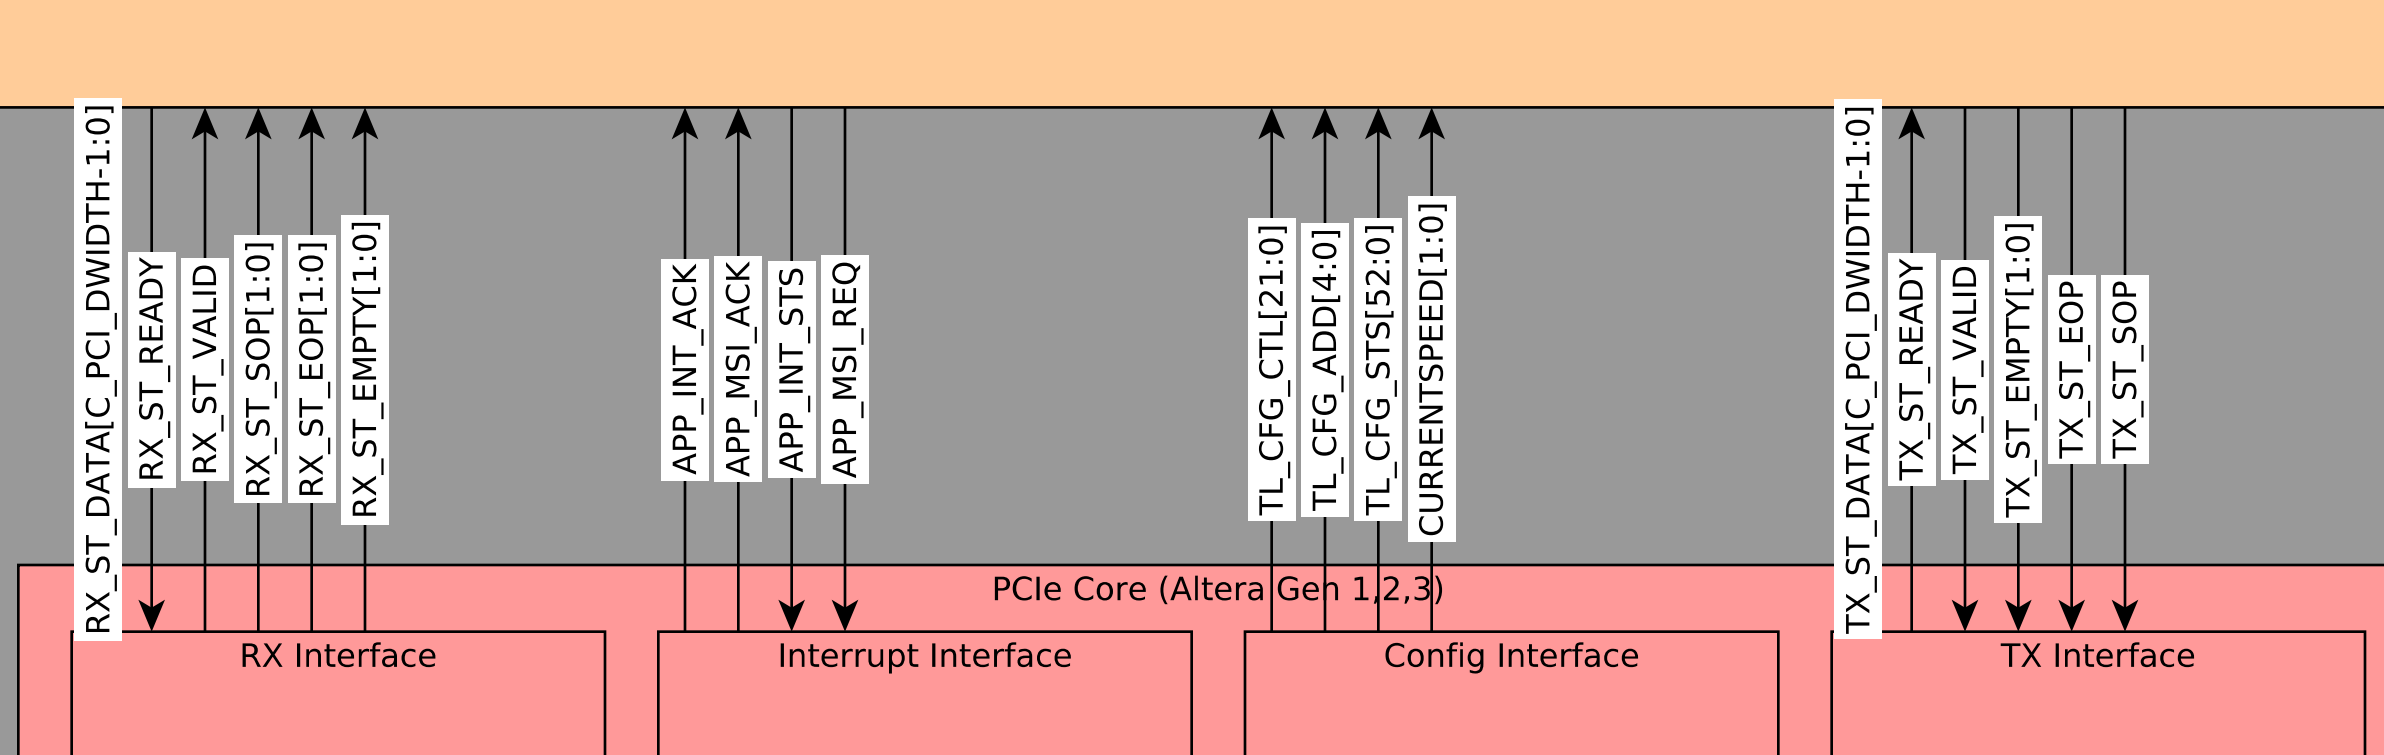 RX_ST_DATA[C_PCI_DWIDTH-1:0]
RX_ST_READY
RX_ST_VALID
RX_ST_SOP[1:0]
RX_ST_EOP[1:0]
RX_ST_EMPTY[1:0]
APP_INT_ACK
APP_MSI_ACK
APP_INT_STS
APP_MSI_REQ
TL_CFG_CTL[21:0]
TL_CFG_ADD[4:0]
TL_CFG_STS[52:0]
CURRENTSPEED[1:0]
TX_ST_DATA[C_PCI_DWIDTH-1:0]
TX_ST_READY
TX_ST_VALID
TX_ST_EMPTY[1:0]
TX_ST_EOP
TX_ST_SOP
PCIe Core (Altera Gen 1,2,3)
RX Interface
Interrupt Interface
Config Interface
TX Interface